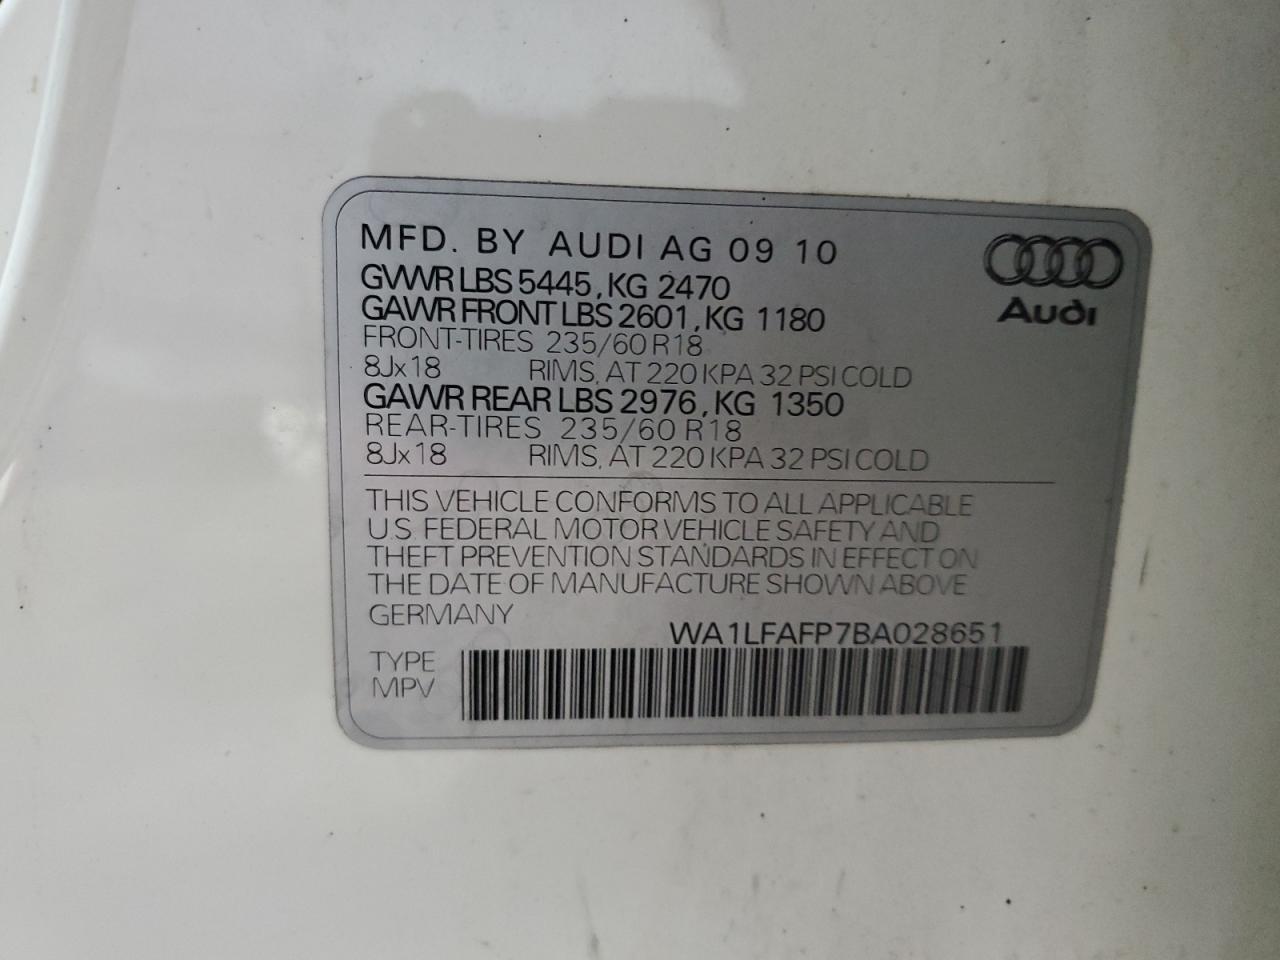 MFD. BY AUDI AG 09 10
GVWR LBS 5445, KG 2470
GAWR FRONT LBS 2601, KG 1180
FRONT-TIRES 235/60 R18
8Jx18 RIMS, AT 220 KPA 32 PSI COLD
GAWR REAR LBS 2976, KG 1350
REAR-TIRES 235/60 R18
8Jx18 RIMS, AT 220 KPA 32 PSI COLD
Audi
THIS VEHICLE CONFORMS TO ALL APPLICABLE
U.S. FEDERAL MOTOR VEHICLE SAFETY AND
THEFT PREVENTION STANDARDS IN EFFECT ON
THE DATE OF MANUFACTURE SHOWN ABOVE
GERMANY
WA1LFAFP7BA028651
TYPE
MPV